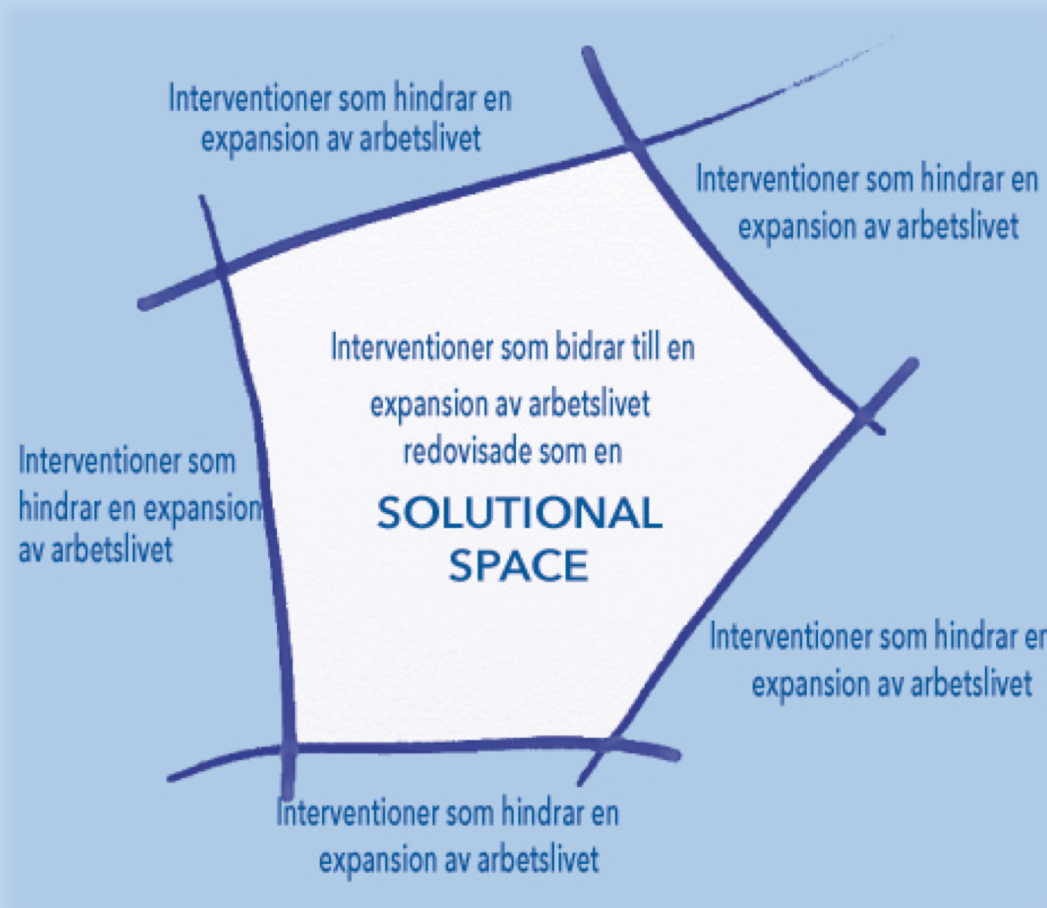 Interventioner som hindrar en
expansion av arbetslivet
Interventioner som hindrar en
expansion av arbetslivet
Interventioner som bidrar till en
expansion av arbetslivet
redovisade som en
SOLUTIONAL
SPACE
Interventioner som
hindrar en expansion
av arbetslivet
Interventioner som hindrar en
expansion av arbetslivet
Interventioner som hindrar en
expansion av arbetslivet